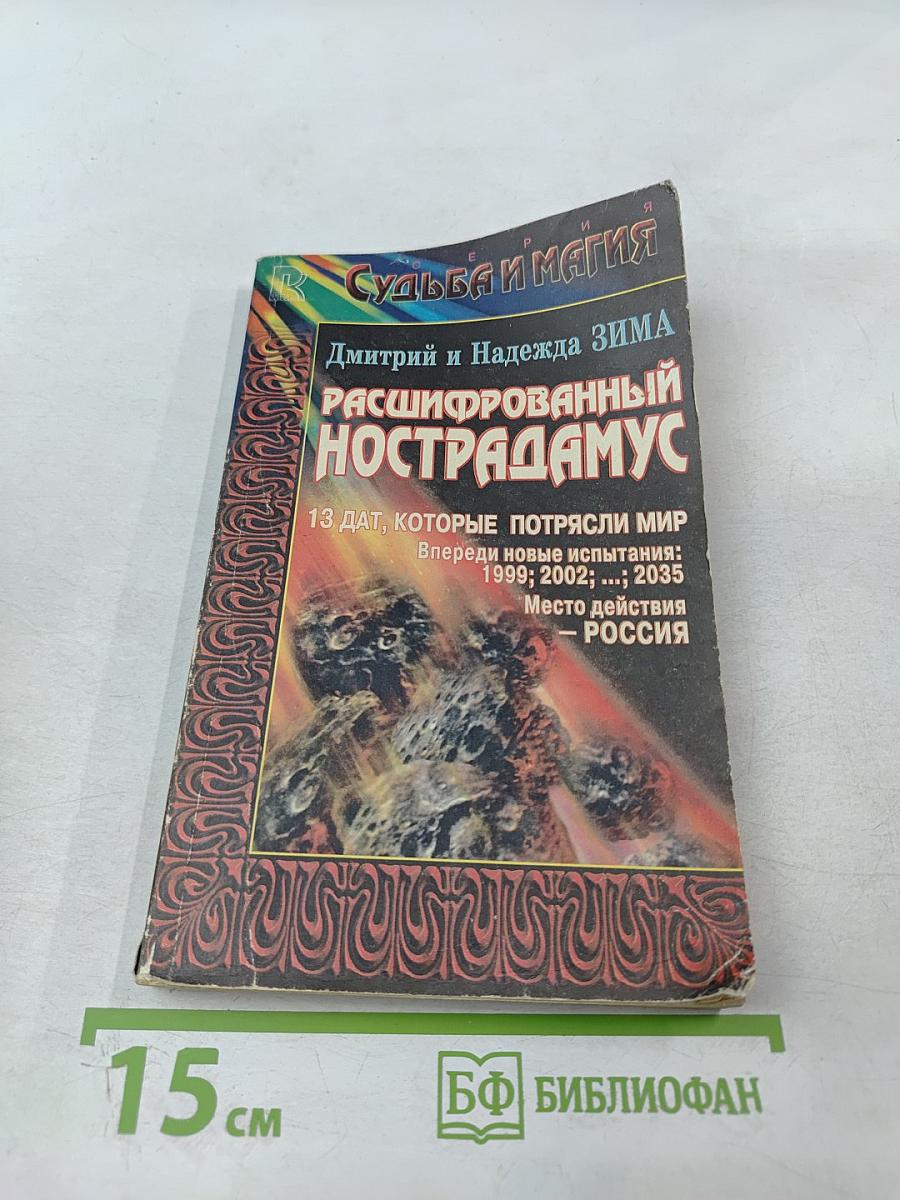 СЕРИЯ
СУДЬБА И МАГИЯ
Дмитрий и Надежда ЗИМА
РАСШИФРОВАННЫЙ
НОСТРАДАМУС
13 ДАТ, КОТОРЫЕ ПОТРЯСЛИ МИР
Впереди новые испытания:
1999; 2002; ...; 2035
Место действия
– РОССИЯ
15 см
БФ БИБЛИОФАН